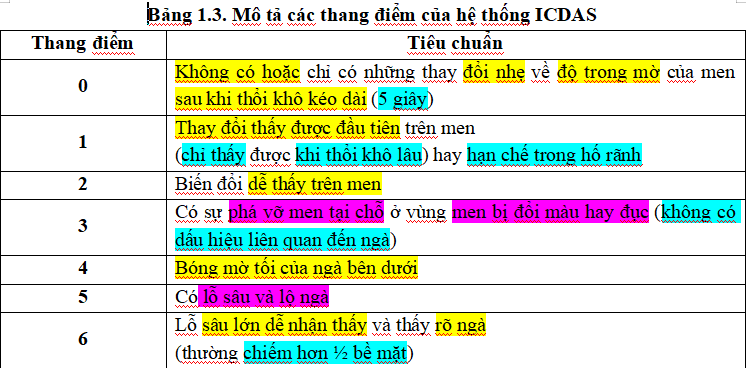 Bảng 1.3. Mô tả các thang điểm của hệ thống ICDAS
Thang điểm Tiêu chuẩn
0 Không có hoặc chỉ có những thay đổi nhẹ về độ trong mờ của men
sau khi thổi khô kéo dài (5 giây)
1 Thay đổi thấy được đầu tiên trên men
(chỉ thấy được khi thổi khô lâu) hay hạn chế trong hố rãnh
2 Biến đổi dễ thấy trên men
3 Có sự phá vỡ men tại chỗ ở vùng men bị đổi màu hay đục (không có
dấu hiệu liên quan đến ngà)
4 Bóng mờ tối của ngà bên dưới
5 Có lỗ sâu và lộ ngà
6 Lỗ sâu lớn dễ nhận thấy và thấy rõ ngà
(thường chiếm hơn ½ bề mặt)